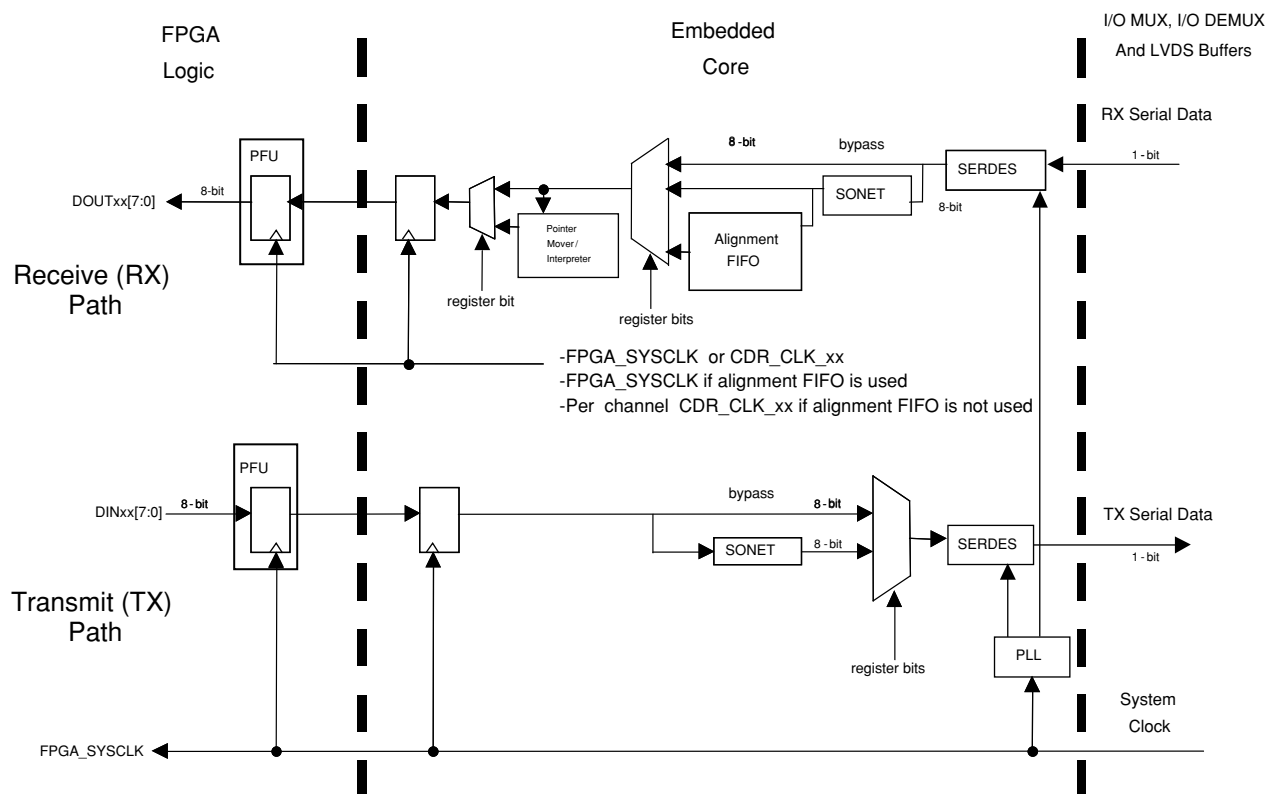 FPGA
Logic
Embedded
Core
I/O MUX, I/O DEMUX
And LVDS Buffers
RX Serial Data
1-bit
PFU
8-bit
DOUTxx[7:0]
8-bit
bypass
SERDES
SONET
8-bit
Pointer
Mover/
Interpreter
Alignment
FIFO
Receive (RX)
Path
register bit
register bits
-FPGA_SYSCLK or CDR_CLK_xx
-FPGA_SYSCLK if alignment FIFO is used
-Per channel CDR_CLK_xx if alignment FIFO is not used
PFU
DINxx[7:0]
8-bit
bypass
8-bit
SONET
8-bit
SERDES
TX Serial Data
1-bit
Transmit (TX)
Path
register bits
PLL
System
Clock
FPGA_SYSCLK